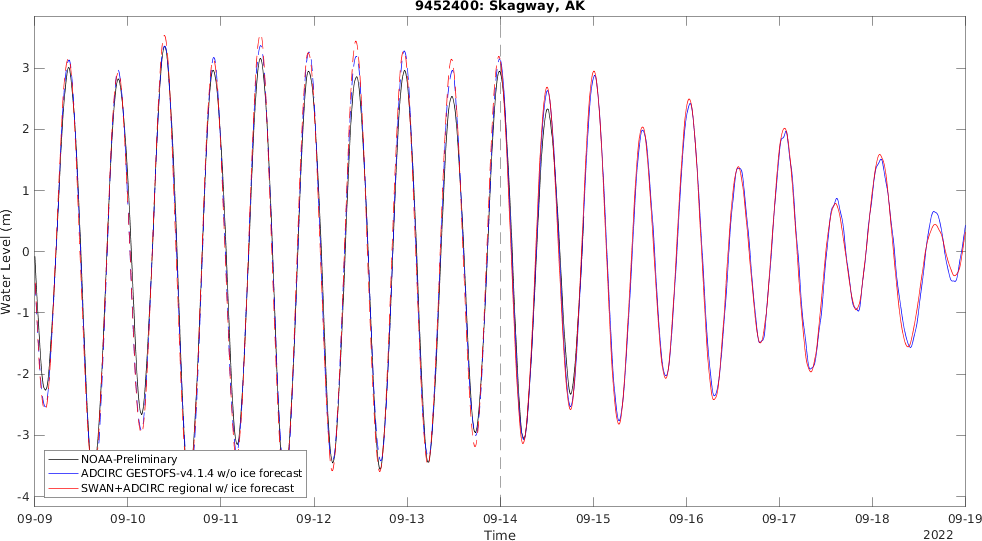 9452400: Skagway, AK
Water Level (m)
3
2
1
0
-1
-2
-3
-4
NOAA-Preliminary
ADCIRC GESTOFS-v4.1.4 w/o ice forecast
SWAN+ADCIRC regional w/ ice forecast
09-09 09-10 09-11 09-12 09-13 09-14 09-15 09-16 09-17 09-18 09-19
Time
2022